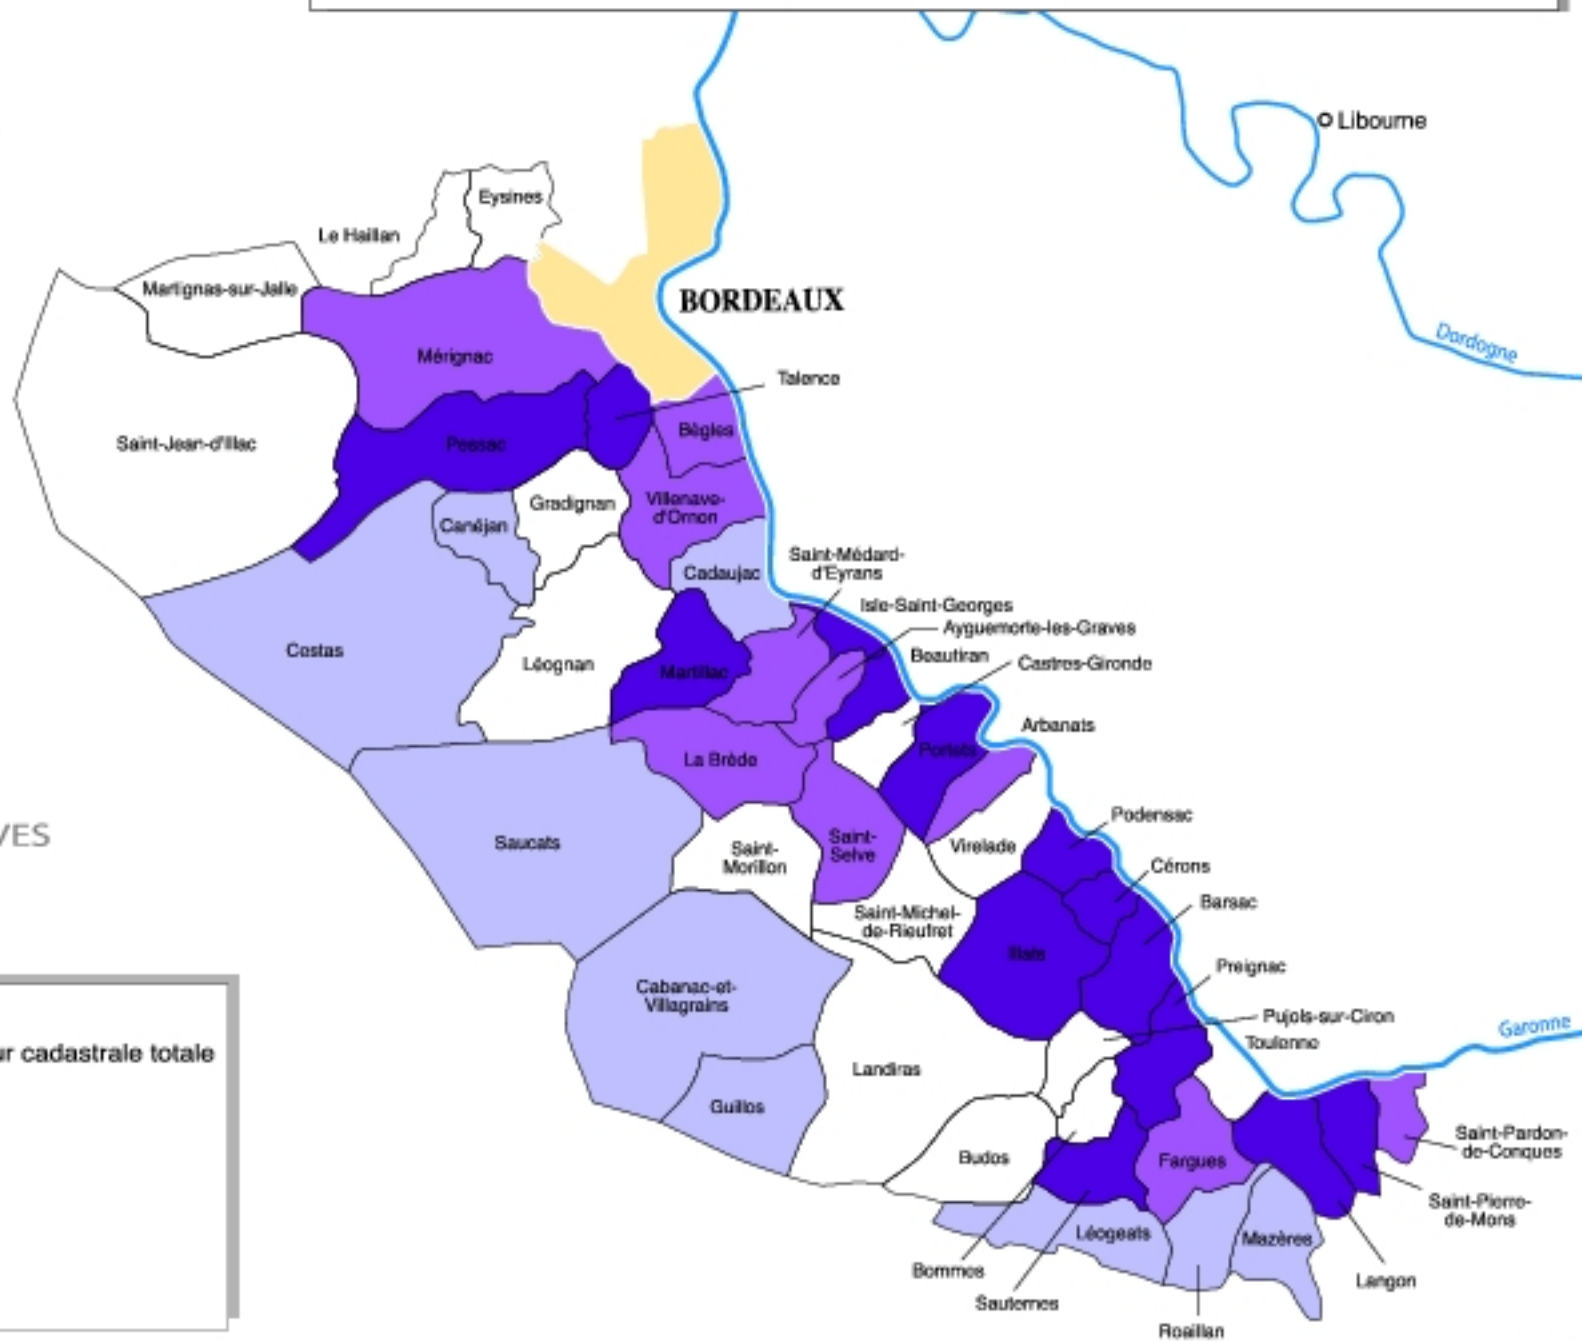 Libourne
Eysines
Le Haillan
Martignas-sur-Jalle
BORDEAUX
Dordogne
Mérignac
Talence
Saint-Jean-d'Illac
Pessac
Bègles
Gradignan
Villenave-
d'Ornon
Canéjan
Cadaujac
Saint-Médard-
d'Eyrans
Isle-Saint-Georges
Ayguemorte-les-Graves
Beautiran
Castres-Gironde
Cestas
Léognan
Martillac
Arbanats
Portets
La Brède
Podensac
VES
Saucats
Saint-
Morillon
Saint-
Selve
Virelade
Cérons
Barsac
Saint-Michel-
de-Rieufret
Illats
Preignac
Cabanac-et-
Villagrains
Pujols-sur-Ciron
Garonne
Toulenne
ur cadastrale totale
Landiras
Guillos
Budos
Fargues
Saint-Pardon-
de-Conques
Saint-Pierre-
de-Mons
Léogeats
Mazères
Bommes
Langon
Sauternes
Roaillan